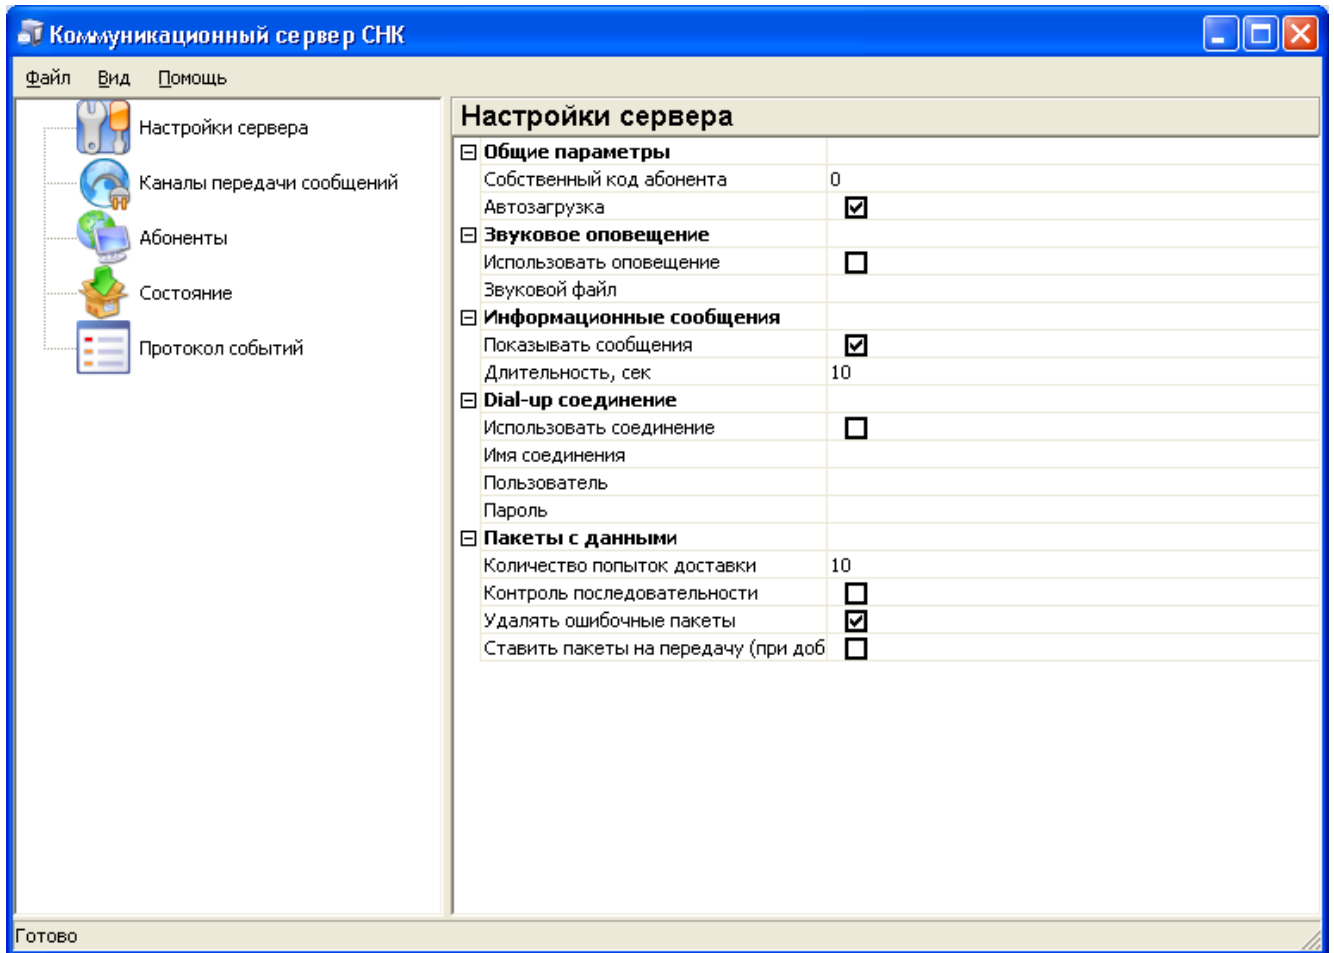 Коммуникационный сервер СНК
Файл Вид Помощь
Настройки сервера
Каналы передачи сообщений
Абоненты
Состояние
Протокол событий
Настройки сервера
Общие параметры
Собственный код абонента 0
Автозагрузка
Звуковое оповещение
Использовать оповещение
Звуковой файл
Информационные сообщения
Показывать сообщения
Длительность, сек 10
Dial-up соединение
Использовать соединение
Имя соединения
Пользователь
Пароль
Пакеты с данными
Количество попыток доставки 10
Контроль последовательности
Удалять ошибочные пакеты
Ставить пакеты на передачу (при доб
Готово